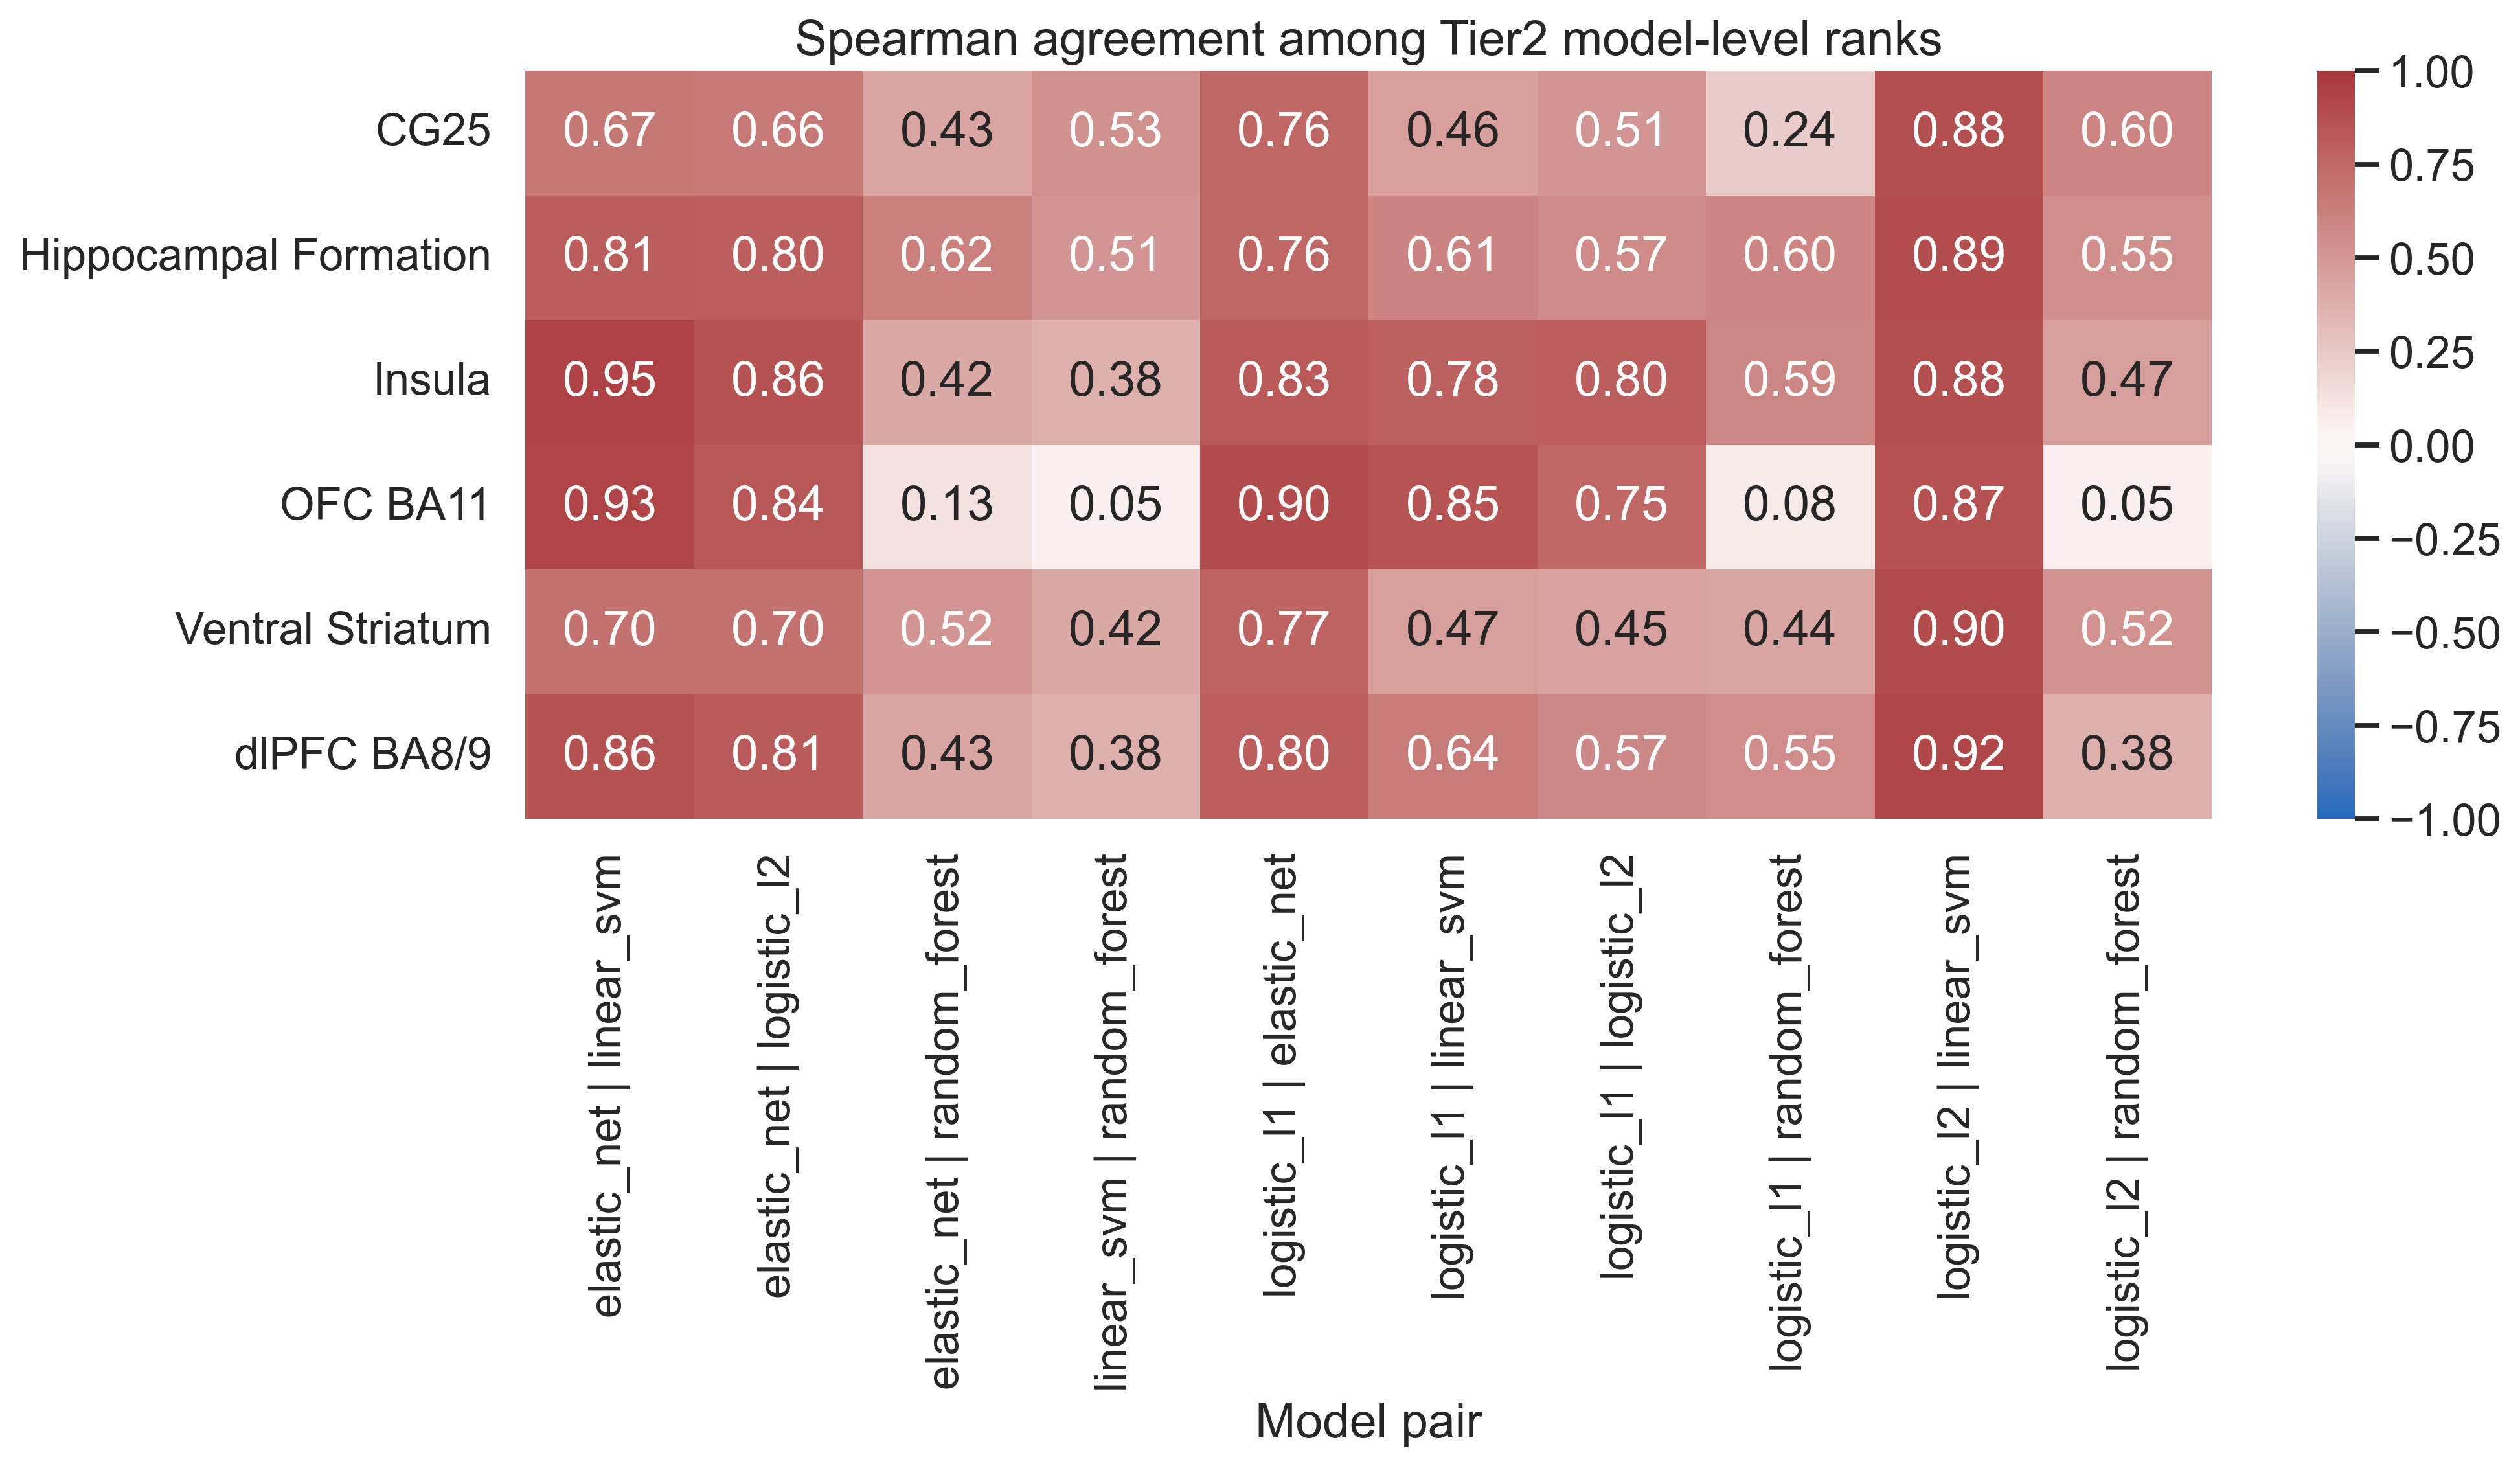 Spearman agreement among Tier2 model-level ranks
CG25 0.67 0.66 0.43 0.53 0.76 0.46 0.51 0.24 0.88 0.60
Hippocampal Formation 0.81 0.80 0.62 0.51 0.76 0.61 0.57 0.60 0.89 0.55
Insula 0.95 0.86 0.42 0.38 0.83 0.78 0.80 0.59 0.88 0.47
OFC BA11 0.93 0.84 0.13 0.05 0.90 0.85 0.75 0.08 0.87 0.05
Ventral Striatum 0.70 0.70 0.52 0.42 0.77 0.47 0.45 0.44 0.90 0.52
dlPFC BA8/9 0.86 0.81 0.43 0.38 0.80 0.64 0.57 0.55 0.92 0.38
elastic_net | linear_svm
elastic_net | logistic_l2
elastic_net | random_forest
linear_svm | random_forest
logistic_l1 | elastic_net
logistic_l1 | linear_svm
logistic_l1 | logistic_l2
logistic_l1 | random_forest
logistic_l2 | linear_svm
logistic_l2 | random_forest
Model pair
1.00
0.75
0.50
0.25
0.00
−0.25
−0.50
−0.75
−1.00